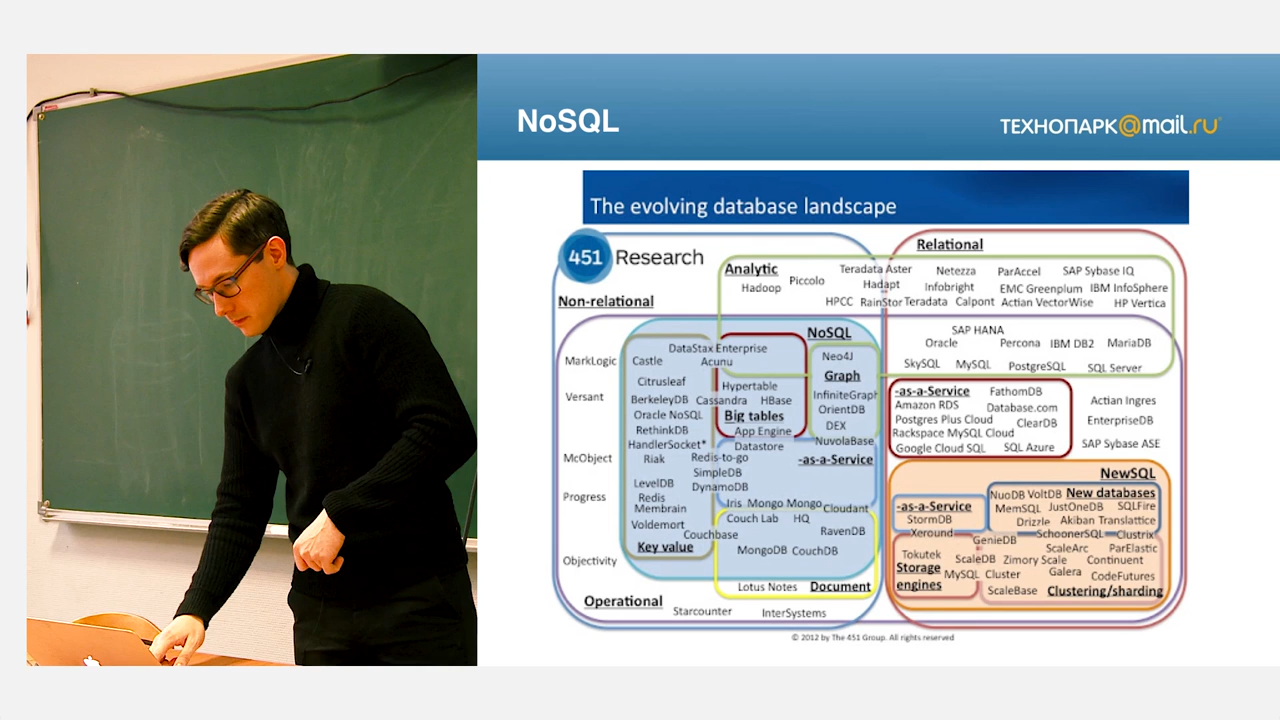 NoSQL
ТЕХНОПАРК@mail.ru
The evolving database landscape
451 Research
Relational
Analytic
Teradata Aster
Netezza
ParAccel
SAP Sybase IQ
Hadoop
Piccolo
Hadapt
Infobright
EMC Greenplum
IBM InfoSphere
Non-relational
HPCC
RainStor
Teradata
Calpont
Actian VectorWise
HP Vertica
NoSQL
SAP HANA
Oracle
Percona
IBM DB2
MariaDB
SkySQL
MySQL
PostgreSQL
SQL Server
MarkLogic
Versant
McObject
Progress
Objectivity
DataStax Enterprise
Castle
Acunu
Citrusleaf
Hypertable
BerkeleyDB
Cassandra
HBase
Oracle NoSQL
Big tables
RethinkDB
App Engine
HandlerSocket*
Datastore
Riak
Redis-to-go
-as-a-Service
SimpleDB
LevelDB
DynamoDB
Redis
Iris
Mongo
Mongo
Cloudant
Membrain
Couch
Lab
HQ
Voldemort
RavenDB
Couchbase
Key value
MongoDB
CouchDB
Lotus Notes
Document
Neo4J
Graph
InfiniteGraph
OrientDB
DEX
NuvolaBase
Operational
Starcounter
InterSystems
-as-a-Service
FathomDB
Amazon RDS
Database.com
Postgres Plus Cloud
ClearDB
Rackspace MySQL Cloud
Google Cloud SQL
SQL Azure
Actian Ingres
EnterpriseDB
SAP Sybase ASE
NewSQL
NuoDB
VoltDB
New databases
-as-a-Service
MemSQL
JustOneDB
SQLFire
StormDB
Drizzle
Akiban
Translattice
Xeround
SchoonerSQL
Clustrix
GenieDB
ScaleArc
ParElastic
Tokutek
ScaleDB
Zimory Scale
Continuent
Storage
engines
MySQL Cluster
Galera
CodeFutures
ScaleBase
Clustering/sharding
© 2012 by The 451 Group. All rights reserved